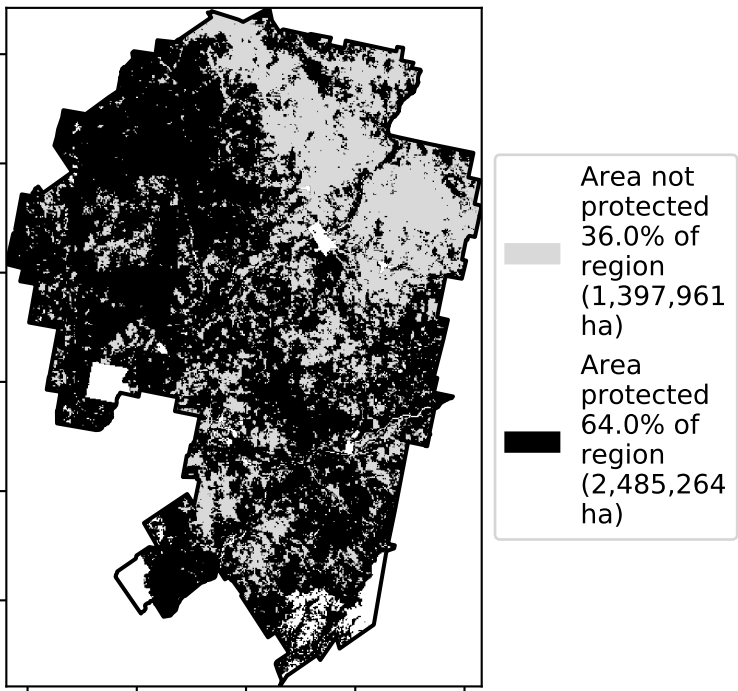 Area not
protected
36.0% of
region
(1,397,961
ha)
Area
protected
64.0% of
region
(2,485,264
ha)